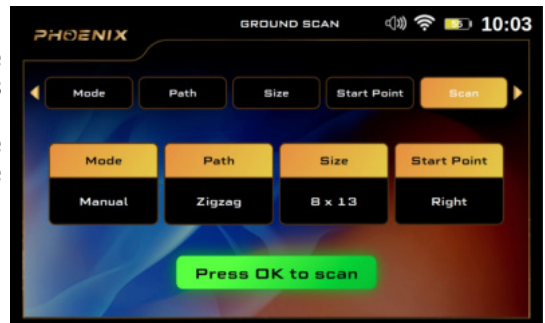 PHOENIX
GROUND SCAN
10:03
Mode
Path
Size
Start Point
Scan
Mode
Path
Size
Start Point
Manual
Zigzag
8 x 13
Right
Press OK to scan